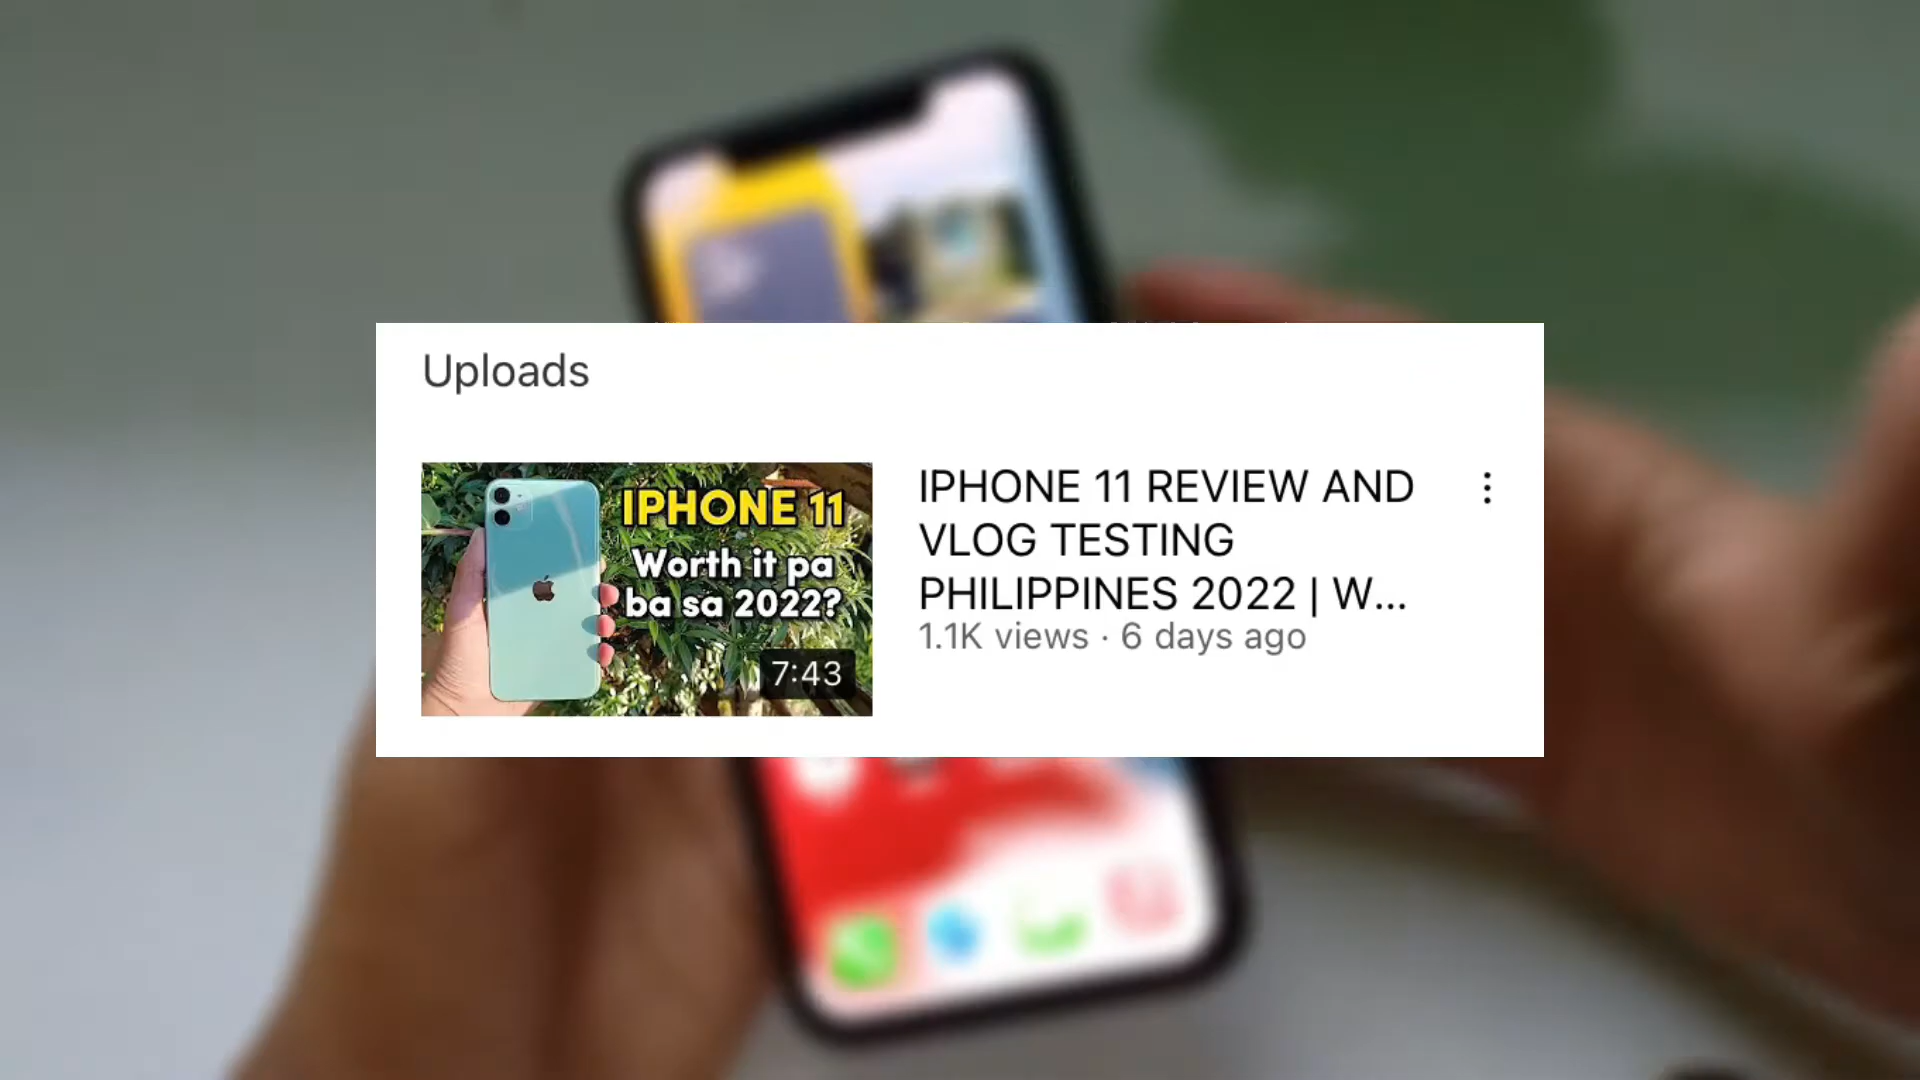 Uploads
IPHONE 11
Worth it pa
ba sa 2022?
7:43
IPHONE 11 REVIEW AND
VLOG TESTING
PHILIPPINES 2022 | W...
1.1K views · 6 days ago